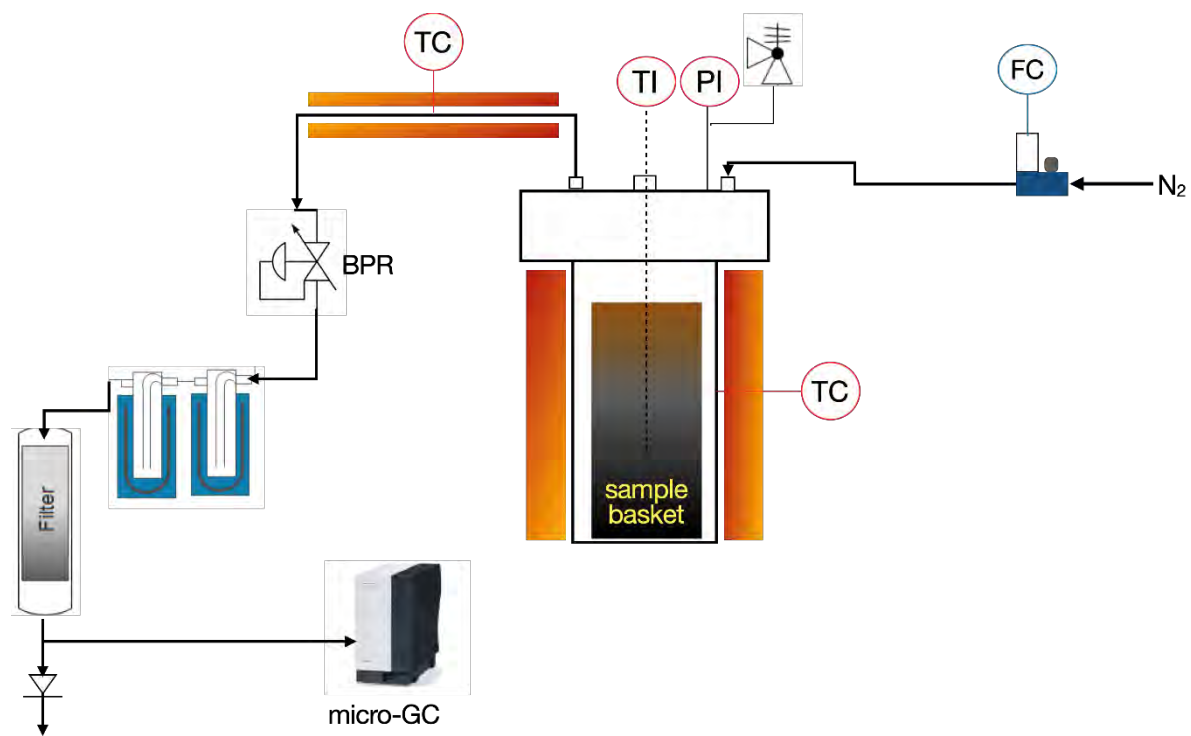 TC
TI
PI
FC
N₂
BPR
TC
sample
basket
Filter
micro-GC